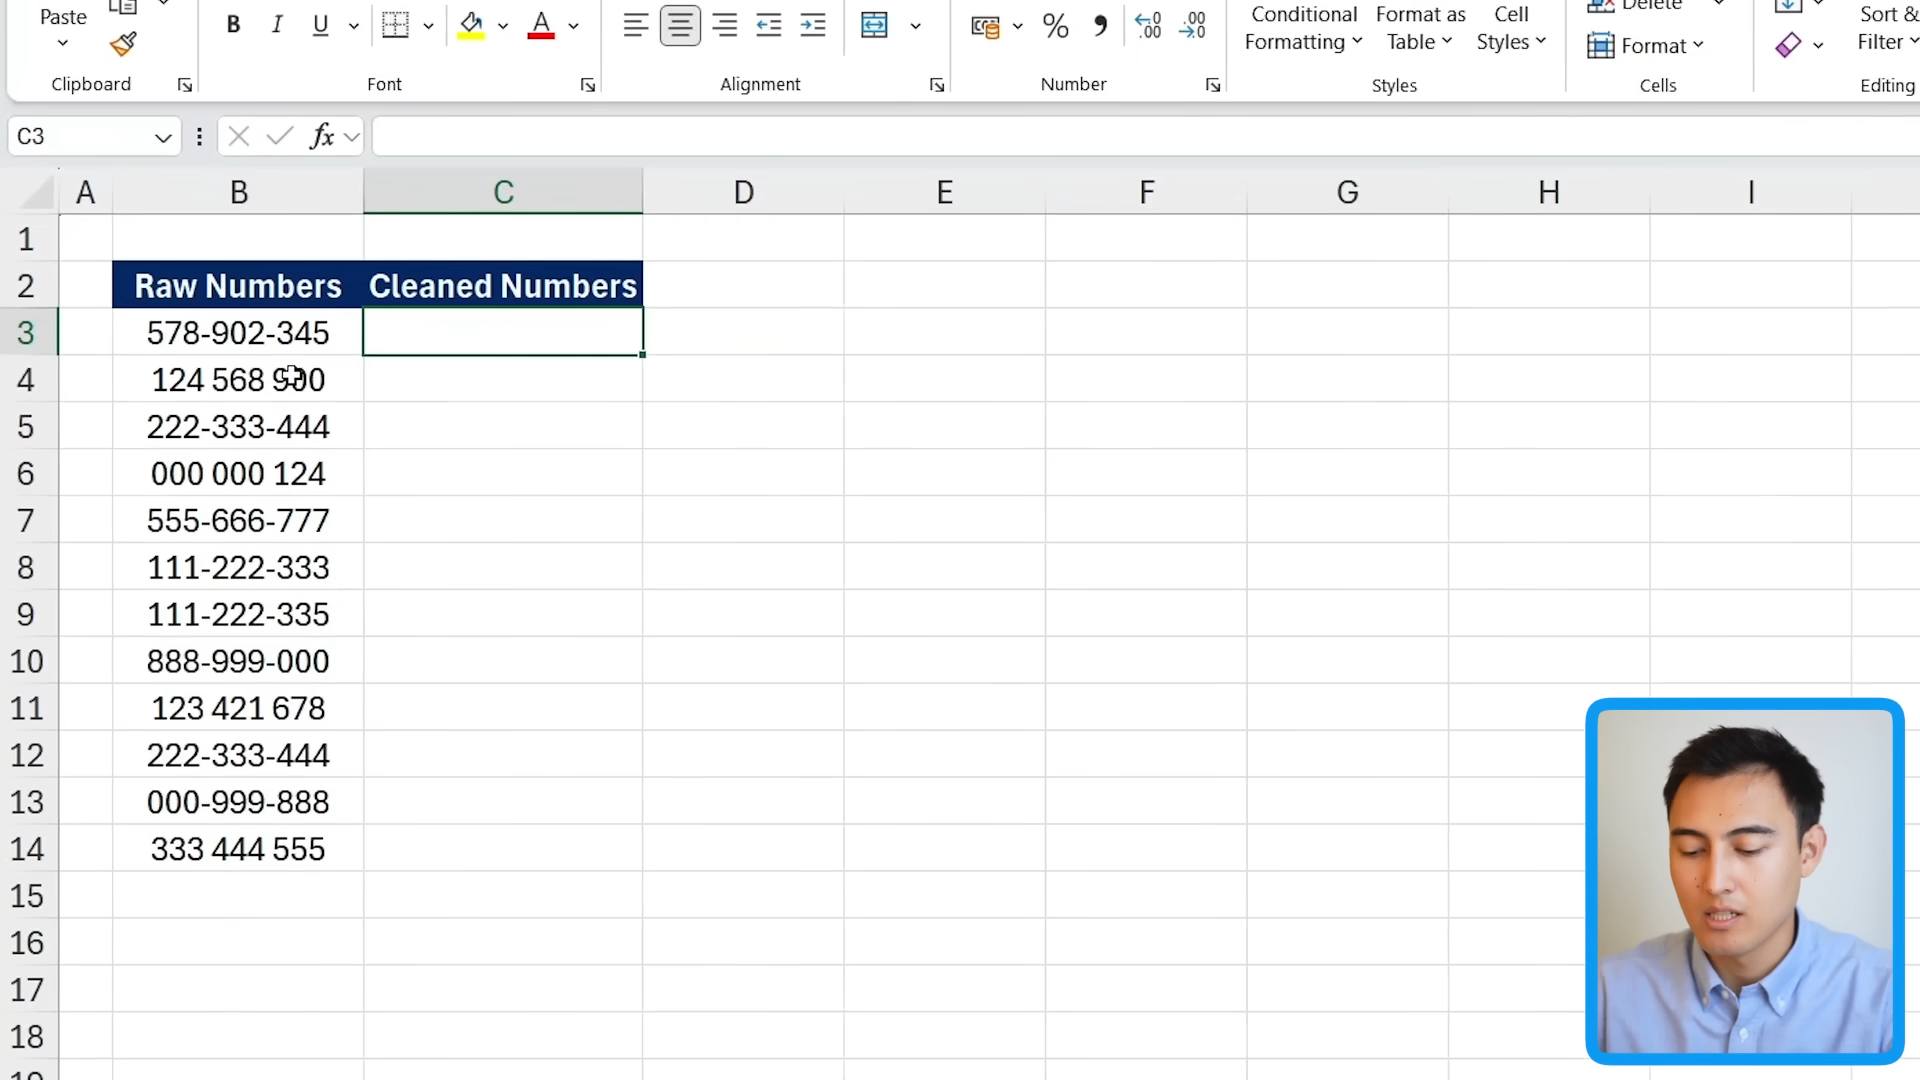 Paste
Clipboard
B I U A
Font
Alignment
% , .00 .00
Number
Conditional Formatting
Format as Table
Cell Styles
Styles
Delete
Format
Cells
Sort & Filter
Editing
C3 fx
A B C D E F G H I
1
2 Raw Numbers Cleaned Numbers
3 578-902-345
4 124 568 900
5 222-333-444
6 000 000 124
7 555-666-777
8 111-222-333
9 111-222-335
10 888-999-000
11 123 421 678
12 222-333-444
13 000-999-888
14 333 444 555
15
16
17
18
19